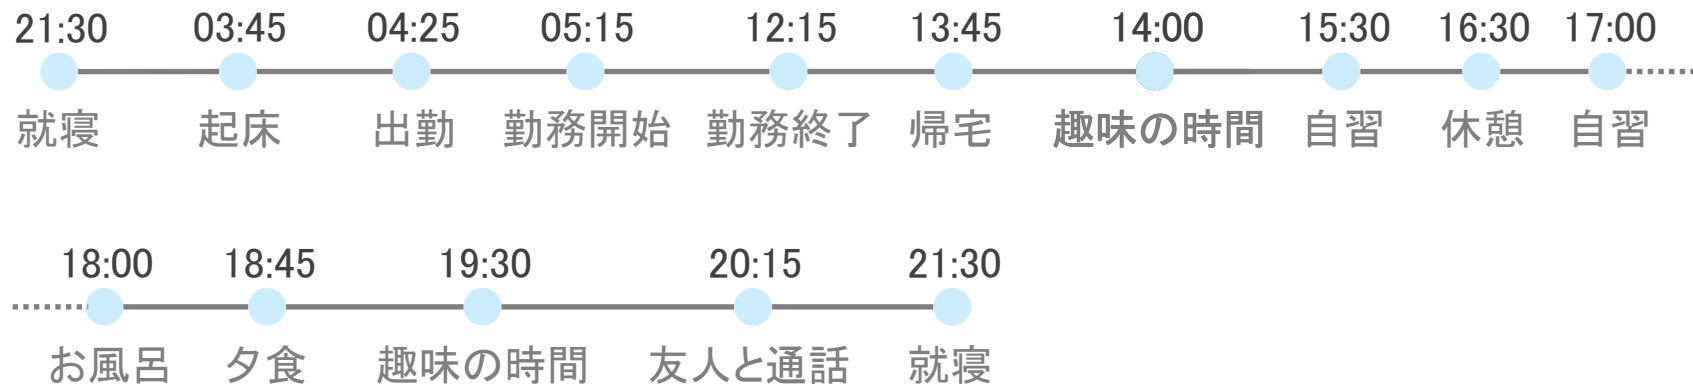 21:30 03:45 04:25 05:15 12:15 13:45 14:00 15:30 16:30 17:00
就寝 起床 出勤 勤務開始 勤務終了 帰宅 趣味の時間 自習 休憩 自習
18:00 18:45 19:30 20:15 21:30
お風呂 夕食 趣味の時間 友人と通話 就寝